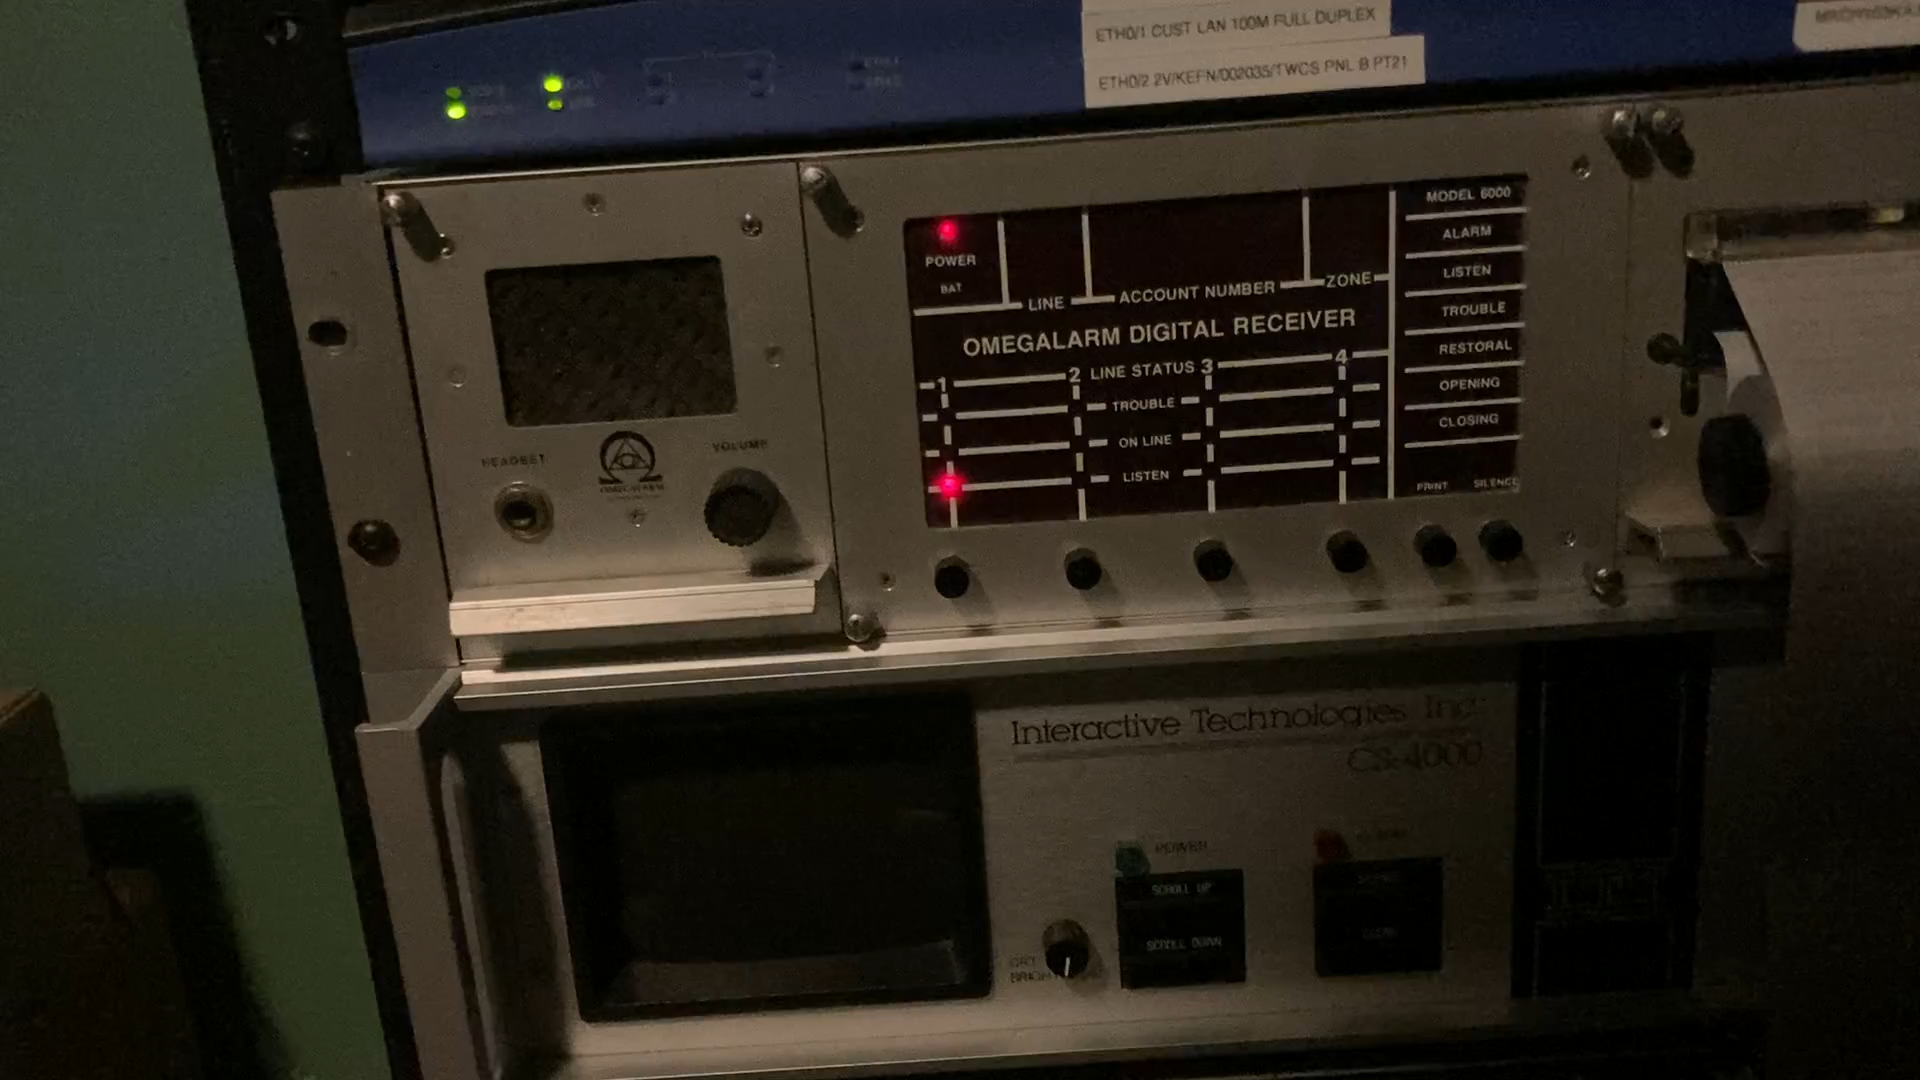 ETH0/1 CUST LAN 100M FULL DUPLEX
ETH0/2 2V/KEFN/002035/TWCS PNL B PT21
MODEL 6000
ALARM
LISTEN
TROUBLE
RESTORAL
OPENING
CLOSING
PRINT SILENCE
POWER
BAT
LINE ACCOUNT NUMBER ZONE
OMEGALARM DIGITAL RECEIVER
1 2 LINE STATUS 3 4
TROUBLE
ON LINE
LISTEN
HEADSET VOLUME
Interactive Technologies Inc.
CS-4000
POWER
SCROLL UP
SCROLL DOWN
CLEAR
CRT